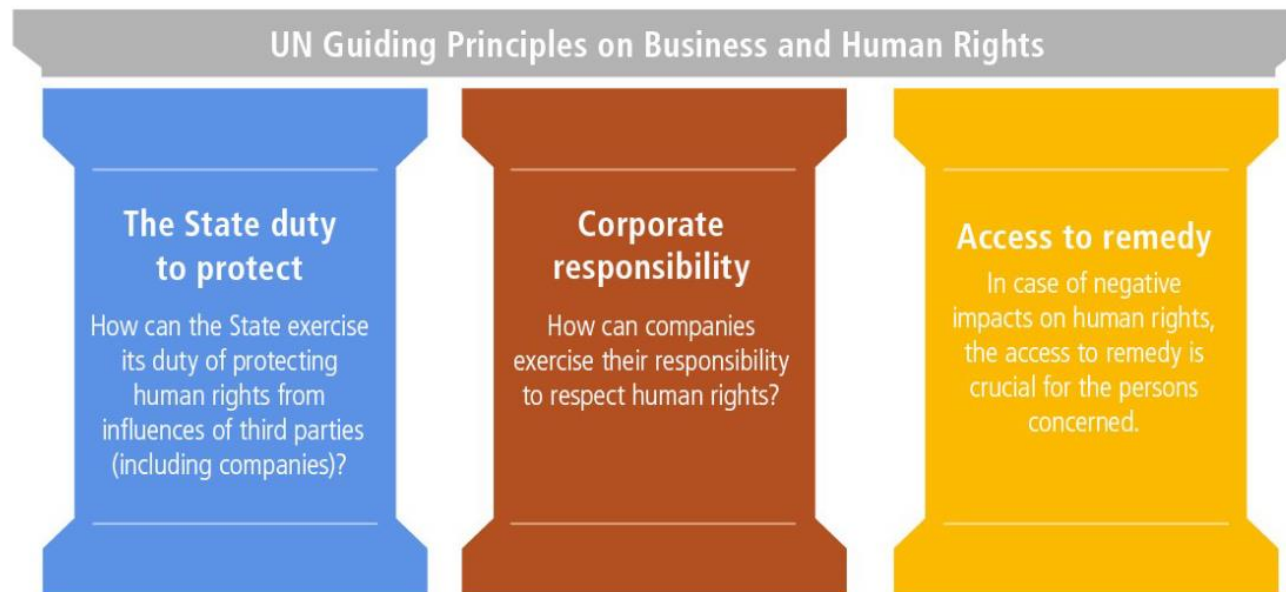 UN Guiding Principles on Business and Human Rights
The State duty
to protect
How can the State exercise
its duty of protecting
human rights from
influences of third parties
(including companies)?
Corporate
responsibility
How can companies
exercise their responsibility
to respect human rights?
Access to remedy
In case of negative
impacts on human rights,
the access to remedy is
crucial for the persons
concerned.